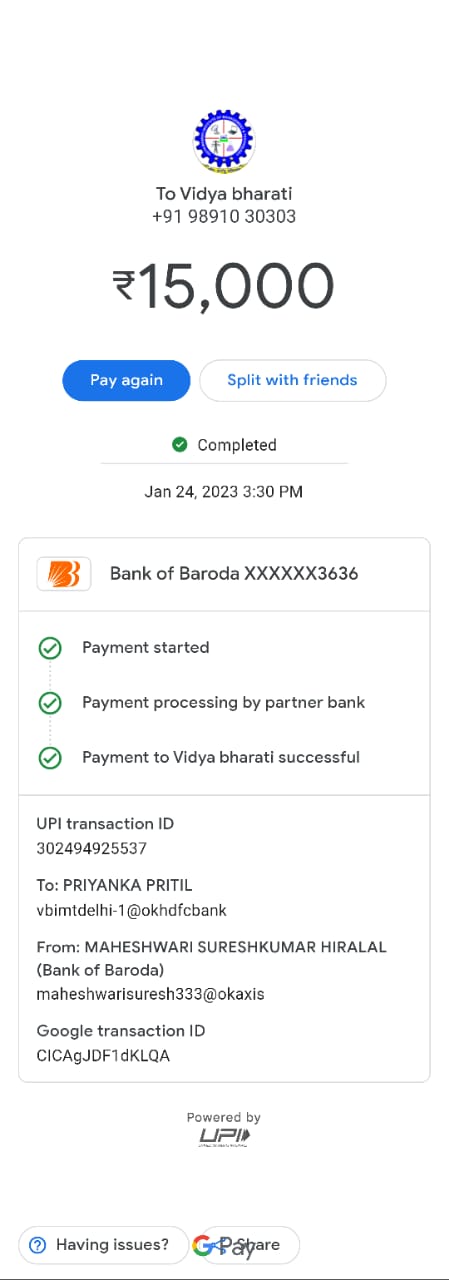 To Vidya bharati
+91 98910 30303
₹15,000
Pay again
Split with friends
Completed
Jan 24, 2023 3:30 PM
Bank of Baroda XXXXXX3636
Payment started
Payment processing by partner bank
Payment to Vidya bharati successful
UPI transaction ID
302494925537
To: PRIYANKA PRITIL
vbimtdelhi-1@okhdfcbank
From: MAHESHWARI SURESHKUMAR HIRALAL
(Bank of Baroda)
maheshwarisuresh333@okaxis
Google transaction ID
CICAgJDF1dKLQA
Powered by
UPI
Having issues?
G Pay
Share